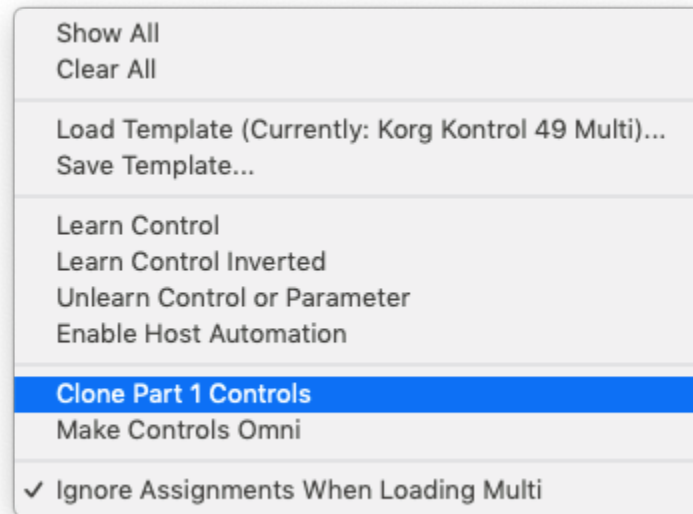 Show All
Clear All
Load Template (Currently: Korg Kontrol 49 Multi)...
Save Template...
Learn Control
Learn Control Inverted
Unlearn Control or Parameter
Enable Host Automation
Clone Part 1 Controls
Make Controls Omni
✓ Ignore Assignments When Loading Multi